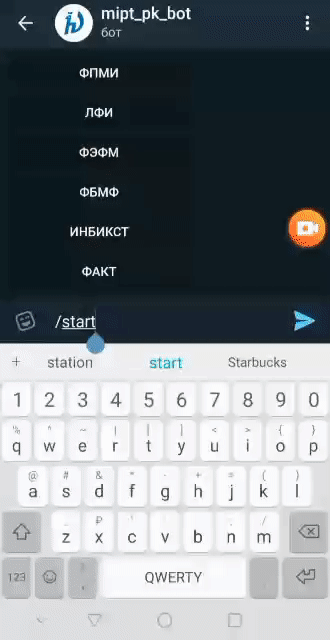 mipt_pk_bot
бот
ФПМИ
ЛФИ
ФЭФМ
ФБМФ
ИНБИКСТ
ФАКТ
/start
+ station start Starbucks
1 2 3 4 5 6 7 8 9 0
% ^ ~ | [ ] < > { }
q w e r t y u i o p
@ # & * - + = ( )
a s d f g h j k l
z x c v b n m
123 QWERTY